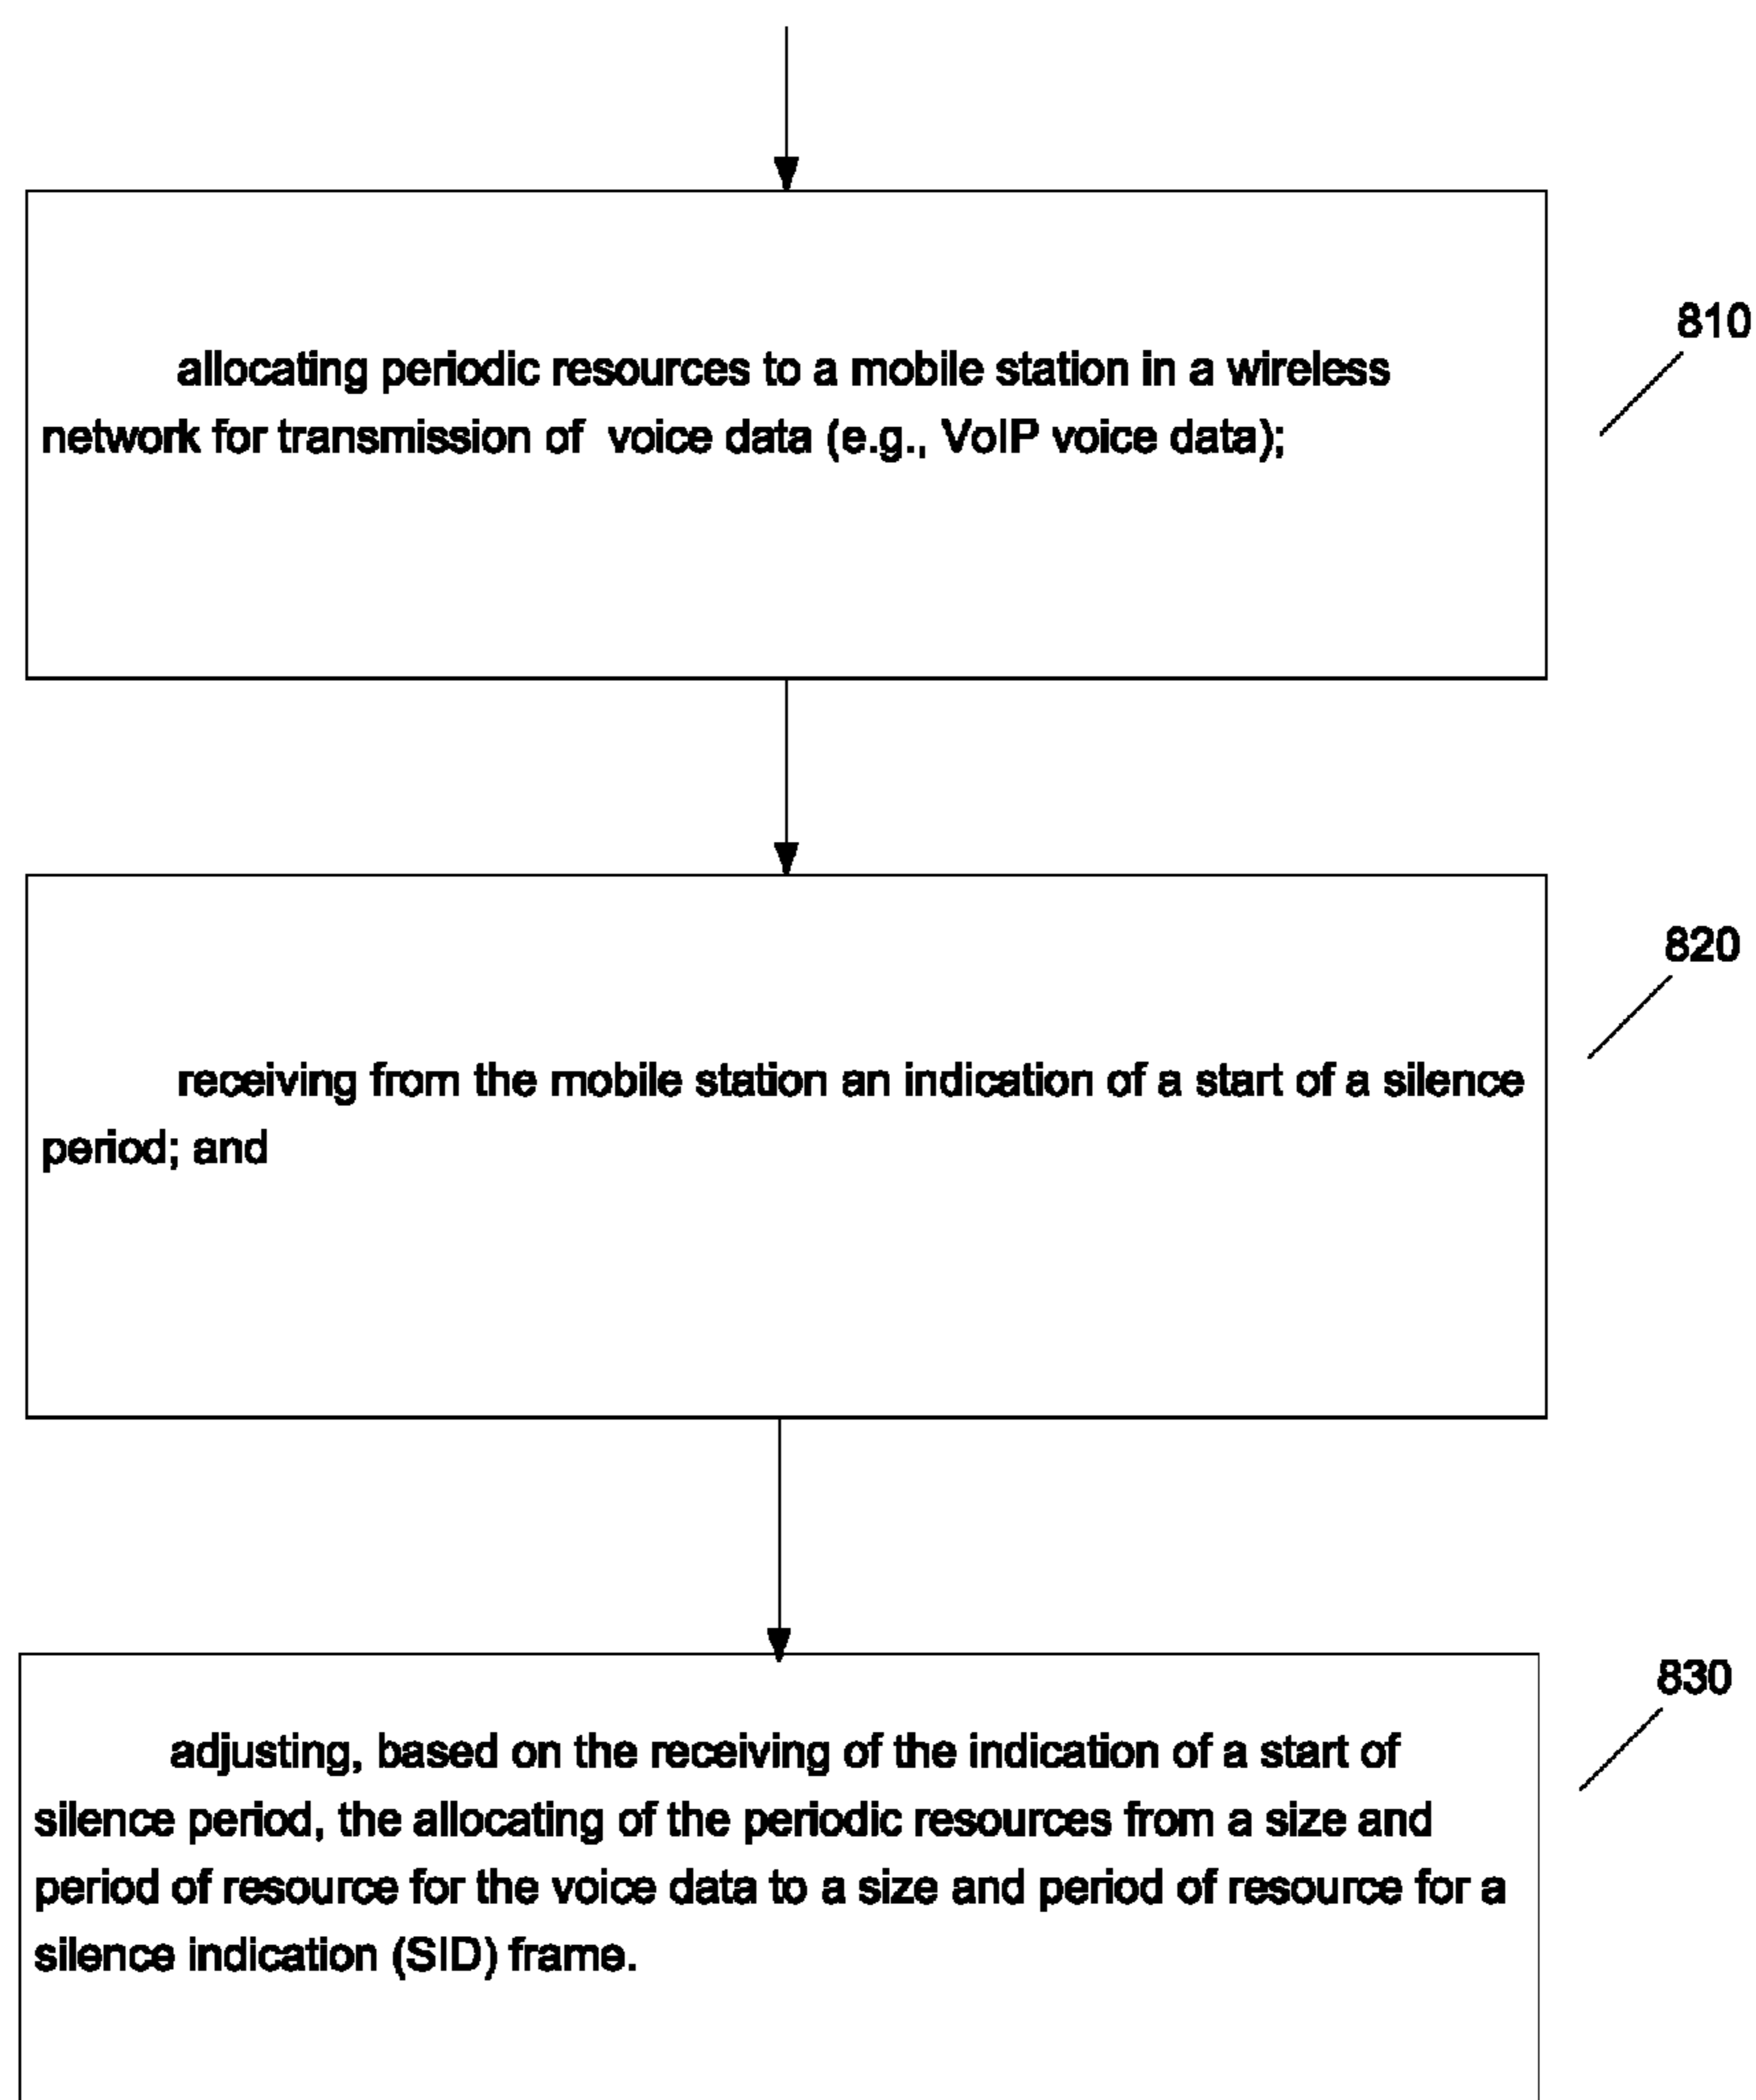 810
allocating periodic resources to a mobile station in a wireless
network for transmission of voice data (e.g., VoIP voice data);
820
receiving from the mobile station an indication of a start of a silence
period; and
830
adjusting, based on the receiving of the indication of a start of
silence period, the allocating of the periodic resources from a size and
period of resource for the voice data to a size and period of resource for a
silence indication (SID) frame.